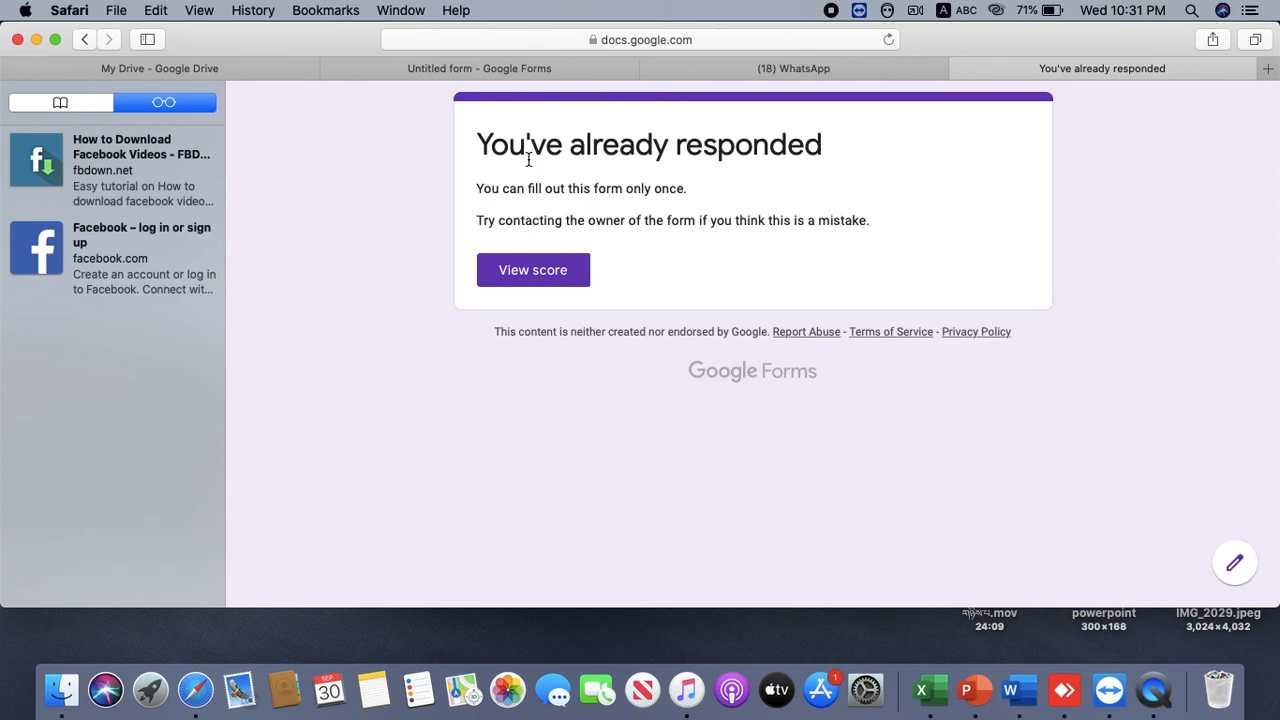 Safari File Edit View History Bookmarks Window Help
A ABC 71% Wed 10:31 PM
docs.google.com
My Drive - Google Drive
Untitled form - Google Forms
(18) WhatsApp
You've already responded
How to Download
Facebook Videos - FBD...
fbdown.net
Easy tutorial on How to
download facebook video...
Facebook – log in or sign
up
facebook.com
Create an account or log in
to Facebook. Connect wit...
You've already responded
You can fill out this form only once.
Try contacting the owner of the form if you think this is a mistake.
View score
This content is neither created nor endorsed by Google. Report Abuse - Terms of Service - Privacy Policy
Google Forms
.mov
24:09
powerpoint
300×168
IMG_2029.jpeg
3,024×4,032
SEP
30
tv
1
X
P
W